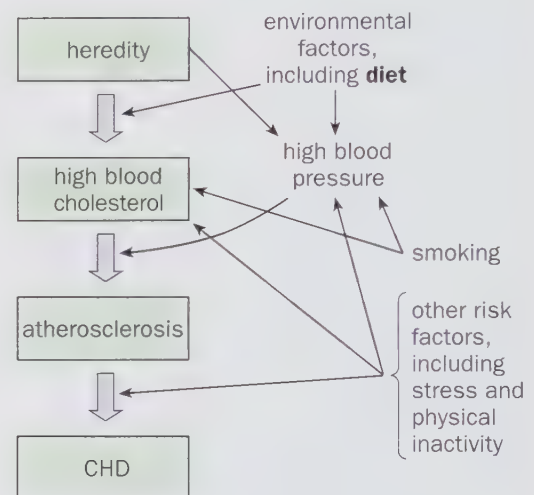 heredity
environmental
factors,
including diet
high blood
pressure
high blood
cholesterol
smoking
atherosclerosis
other risk
factors,
including
stress and
physical
inactivity
CHD